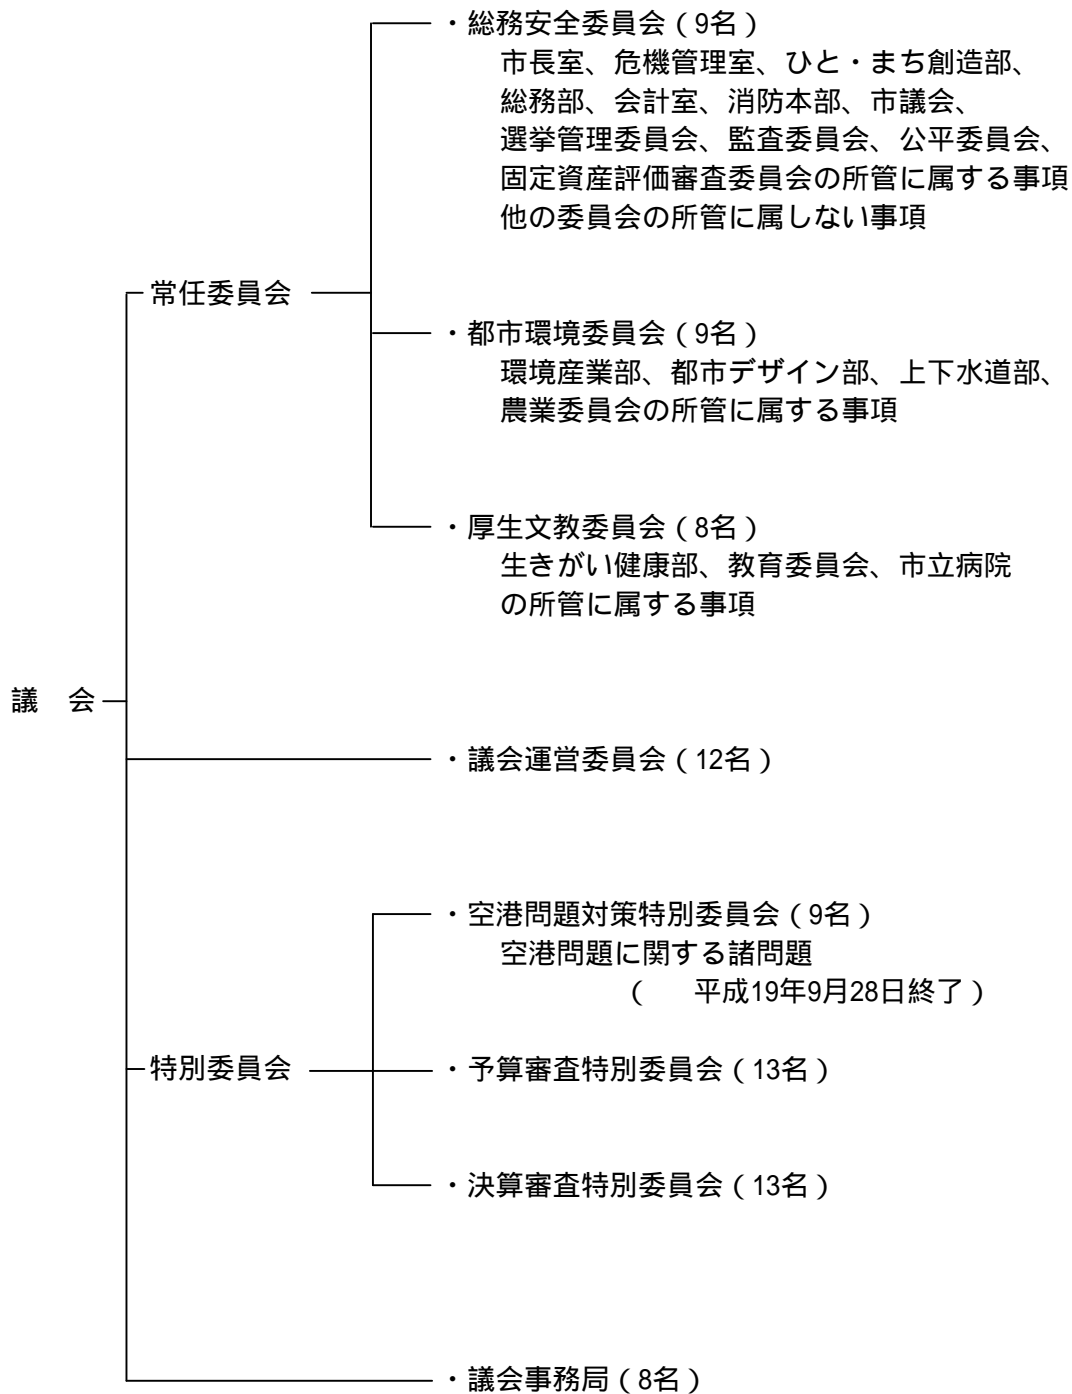 ・総務安全委員会（9名）
市長室、危機管理室、ひと・まち創造部、
総務部、会計室、消防本部、市議会、
選挙管理委員会、監査委員会、公平委員会、
固定資産評価審査委員会の所管に属する事項
他の委員会の所管に属しない事項
常任委員会
・都市環境委員会（9名）
環境産業部、都市デザイン部、上下水道部、
農業委員会の所管に属する事項
・厚生文教委員会（8名）
生きがい健康部、教育委員会、市立病院
の所管に属する事項
議　会
・議会運営委員会（12名）
・空港問題対策特別委員会（9名）
空港問題に関する諸問題
（　平成19年9月28日終了）
特別委員会
・予算審査特別委員会（13名）
・決算審査特別委員会（13名）
・議会事務局（8名）